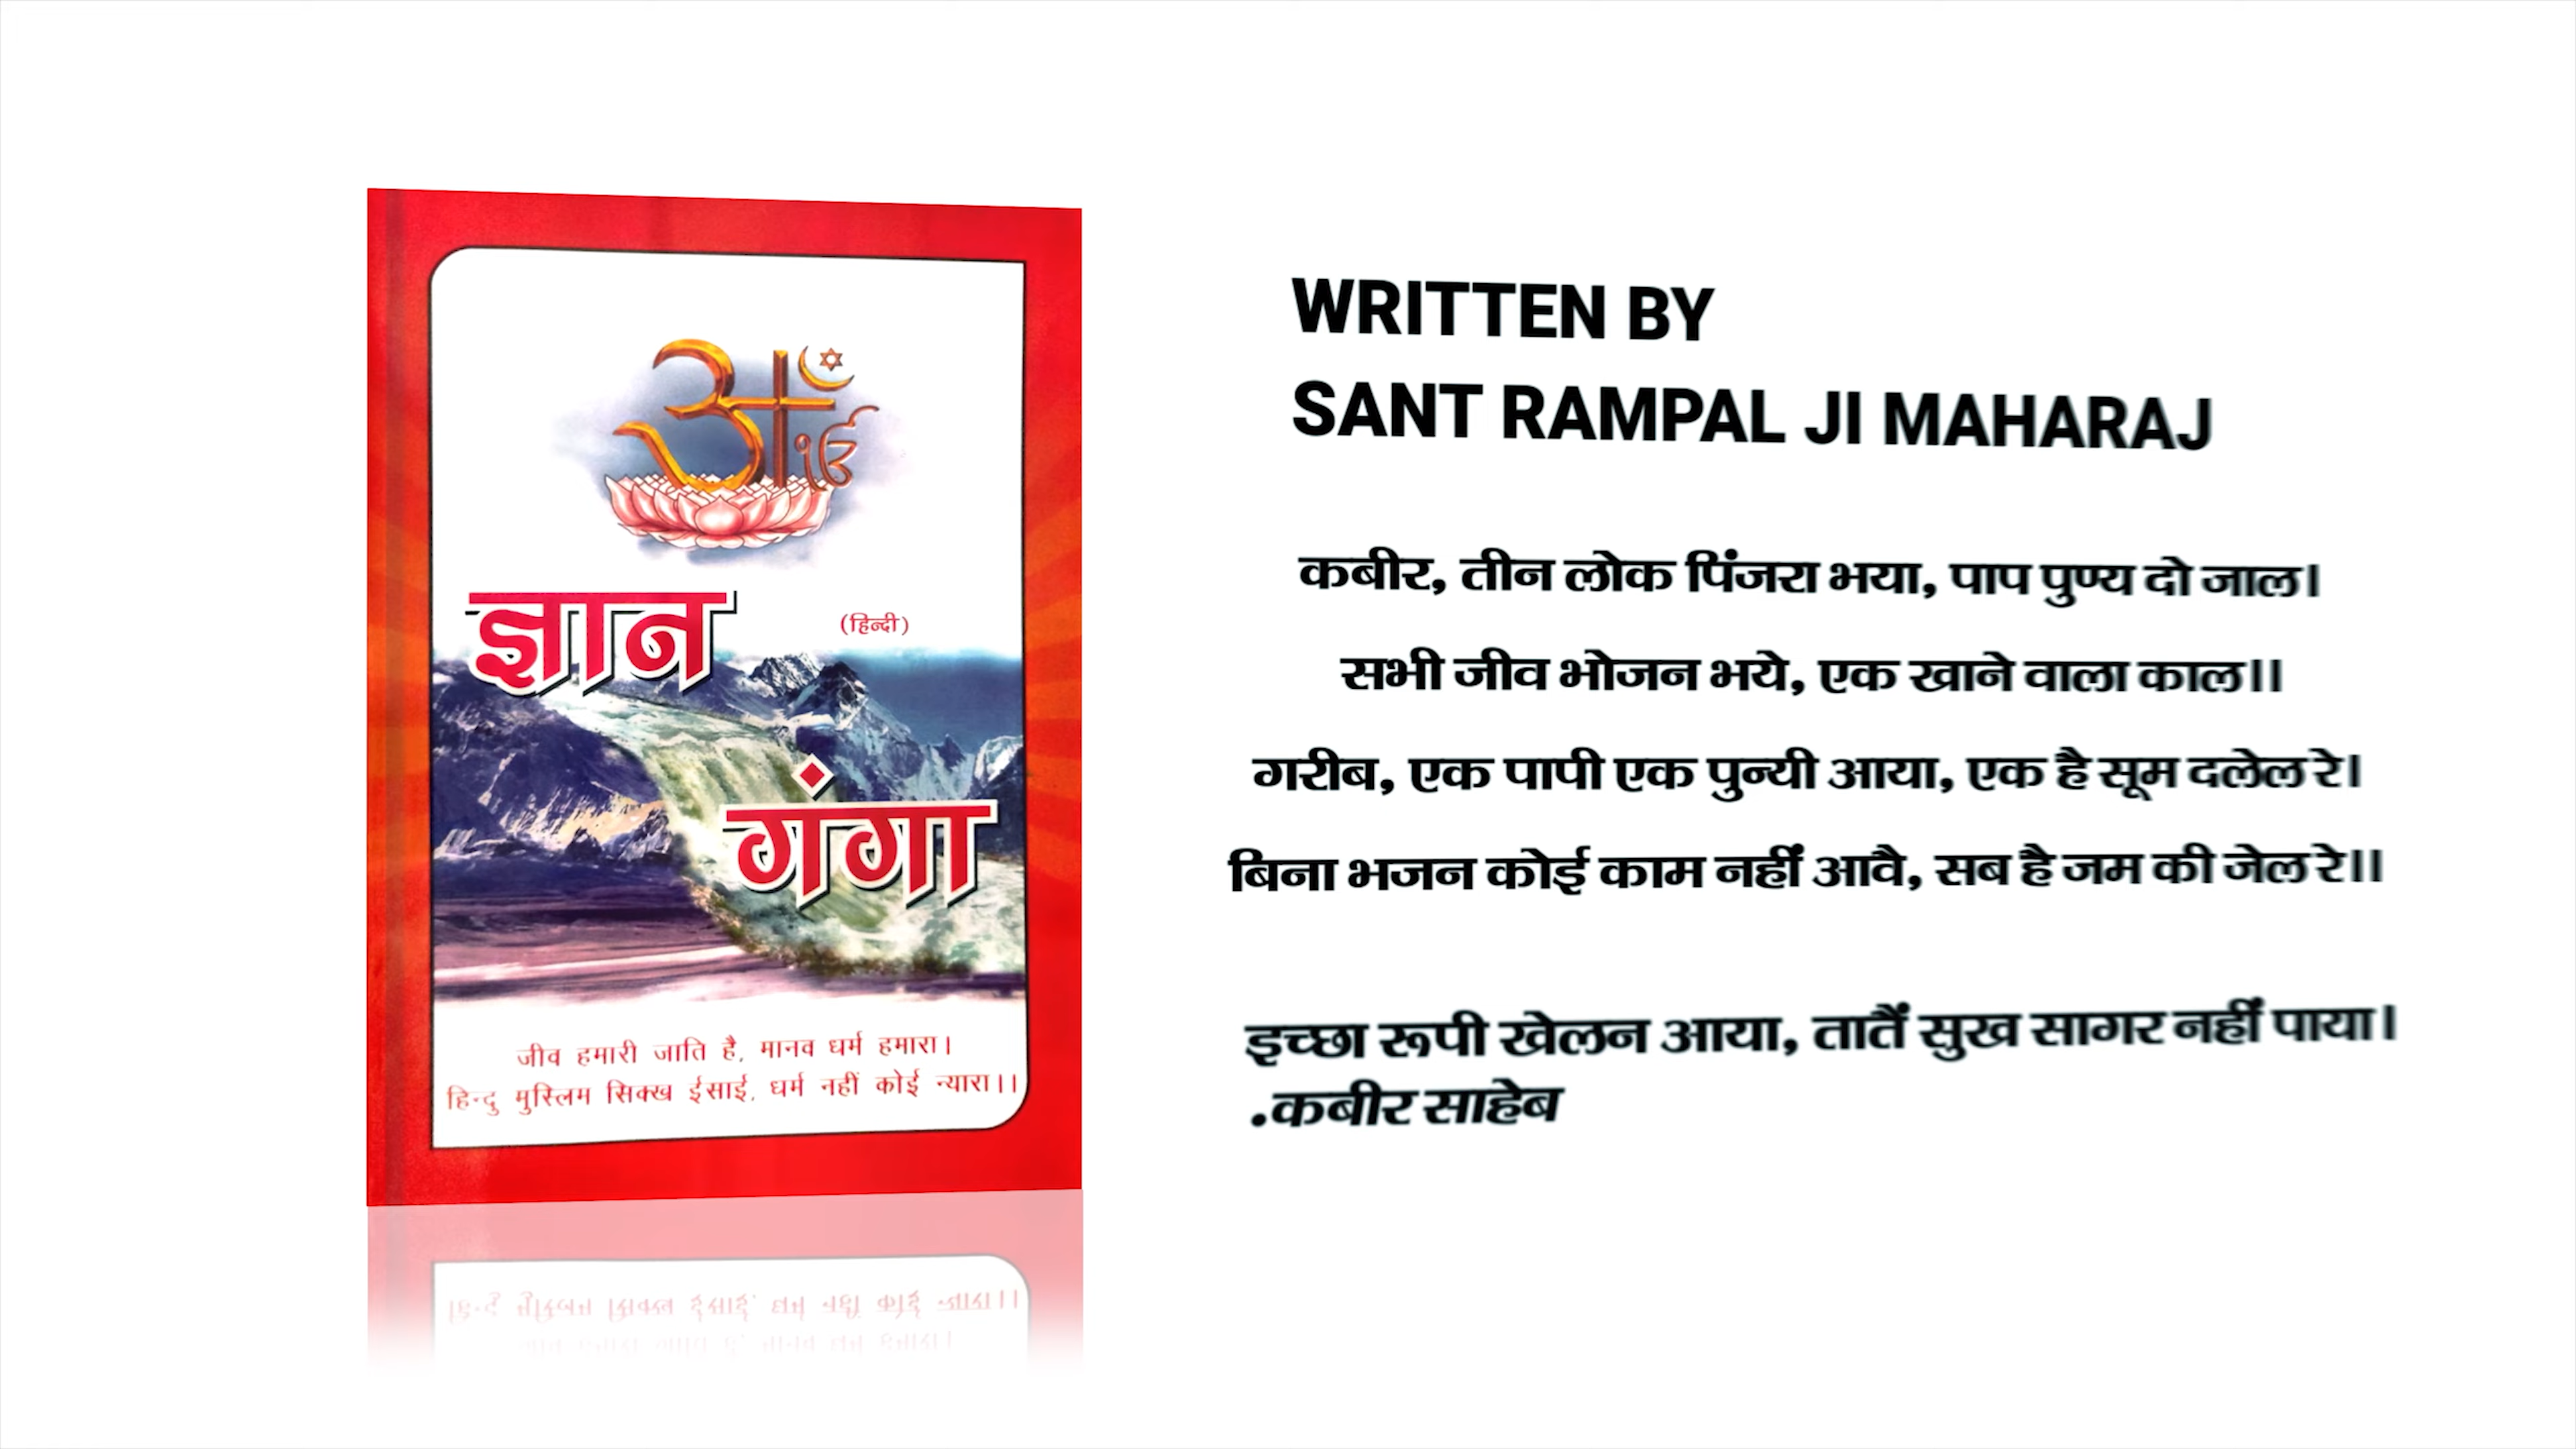 ज्ञान
(हिन्दी)
गंगा
जीव हमारी जाति है, मानव धर्म हमारा।
हिन्दु मुस्लिम सिक्ख ईसाई, धर्म नहीं कोई न्यारा।।
WRITTEN BY
SANT RAMPAL JI MAHARAJ
कबीर, तीन लोक पिंजरा भया, पाप पुण्य दो जाल।
सभी जीव भोजन भये, एक खाने वाला काल।।
गरीब, एक पापी एक पुन्यी आया, एक है सूम दलेल रे।
बिना भजन कोई काम नहीं आवै, सब है जम की जेल रे।।
इच्छा रूपी खेलन आया, तातैं सुख सागर नहीं पाया।
.कबीर साहेब